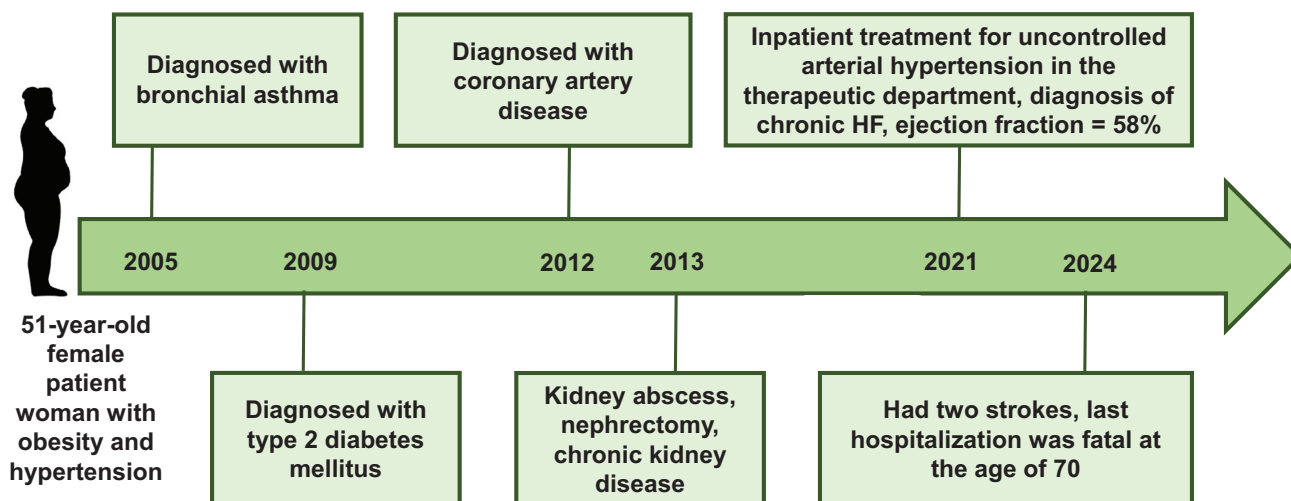 Diagnosed with
bronchial asthma
Diagnosed with
coronary artery
disease
Inpatient treatment for uncontrolled
arterial hypertension in the
therapeutic department, diagnosis of
chronic HF, ejection fraction = 58%
2005
2009
2012
2013
2021
2024
51-year-old
female
patient
woman with
obesity and
hypertension
Diagnosed with
type 2 diabetes
mellitus
Kidney abscess,
nephrectomy,
chronic kidney
disease
Had two strokes, last
hospitalization was fatal at
the age of 70